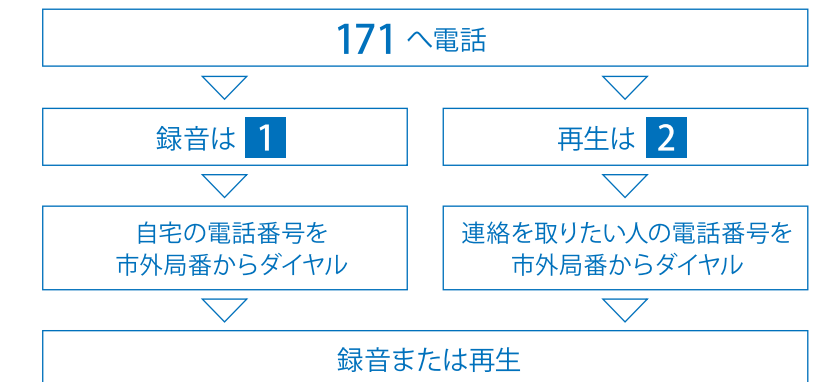 171 へ電話
録音は 1
再生は 2
自宅の電話番号を
市外局番からダイヤル
連絡を取りたい人の電話番号を
市外局番からダイヤル
録音または再生